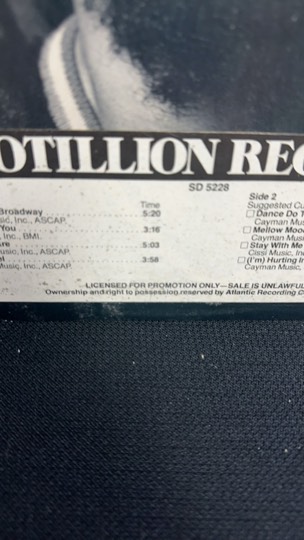 OTILLION REC
SD 5228
Time
Broadway 5:20
Inc., ASCAP
You 3:16
, Inc., BMI
re 5:03
usic, Inc., ASCAP
l 3:58
Music, Inc., ASCAP
Side 2
Suggested Cu
Dance Do
Cayman Mus
Mellow Moo
Cayman Musi
Stay With Me
Cissi Music, In
(I'm) Hurting In
Cayman Music,
LICENSED FOR PROMOTION ONLY—SALE IS UNLAWFUL
Ownership and right to possession reserved by Atlantic Recording C